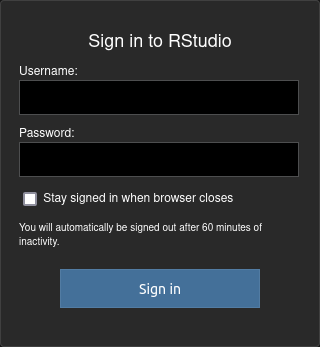 Sign in to RStudio
Username:
Password:
Stay signed in when browser closes
You will automatically be signed out after 60 minutes of
inactivity.
Sign in